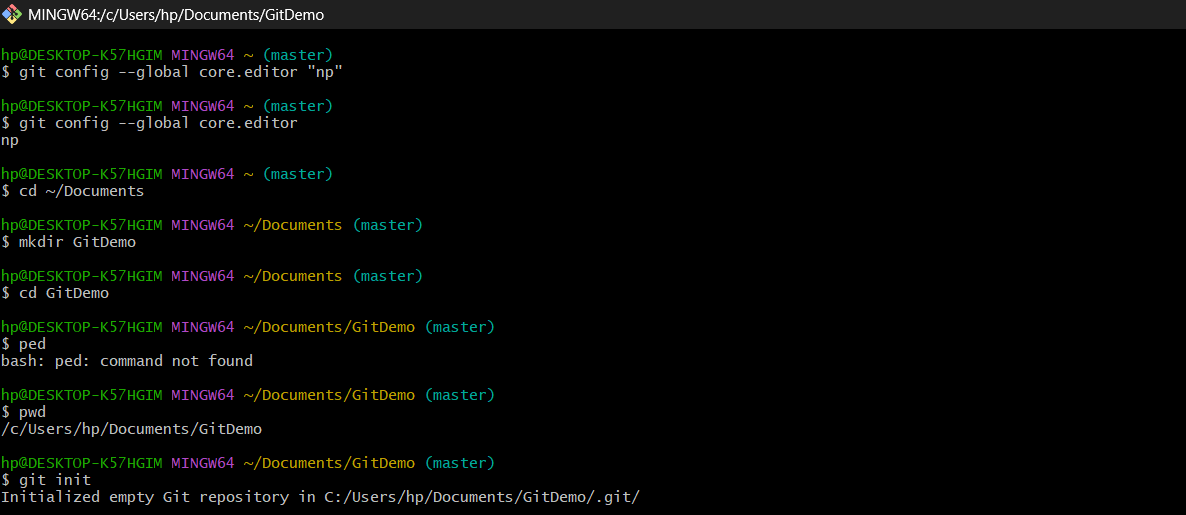 MINGW64:/c/Users/hp/Documents/GitDemo
hp@DESKTOP-K57HGIM MINGW64 ~ (master)
$ git config --global core.editor "np"
hp@DESKTOP-K57HGIM MINGW64 ~ (master)
$ git config --global core.editor
np
hp@DESKTOP-K57HGIM MINGW64 ~ (master)
$ cd ~/Documents
hp@DESKTOP-K57HGIM MINGW64 ~/Documents (master)
$ mkdir GitDemo
hp@DESKTOP-K57HGIM MINGW64 ~/Documents (master)
$ cd GitDemo
hp@DESKTOP-K57HGIM MINGW64 ~/Documents/GitDemo (master)
$ ped
bash: ped: command not found
hp@DESKTOP-K57HGIM MINGW64 ~/Documents/GitDemo (master)
$ pwd
/c/Users/hp/Documents/GitDemo
hp@DESKTOP-K57HGIM MINGW64 ~/Documents/GitDemo (master)
$ git init
Initialized empty Git repository in C:/Users/hp/Documents/GitDemo/.git/